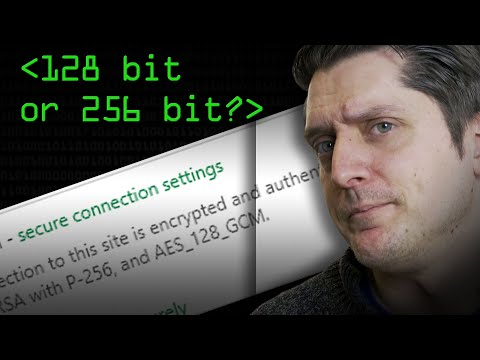 <128 bit
or 256 bit?>
- secure connection settings
ection to this site is encrypted and authent
RSA with P-256, and AES_128_GCM.